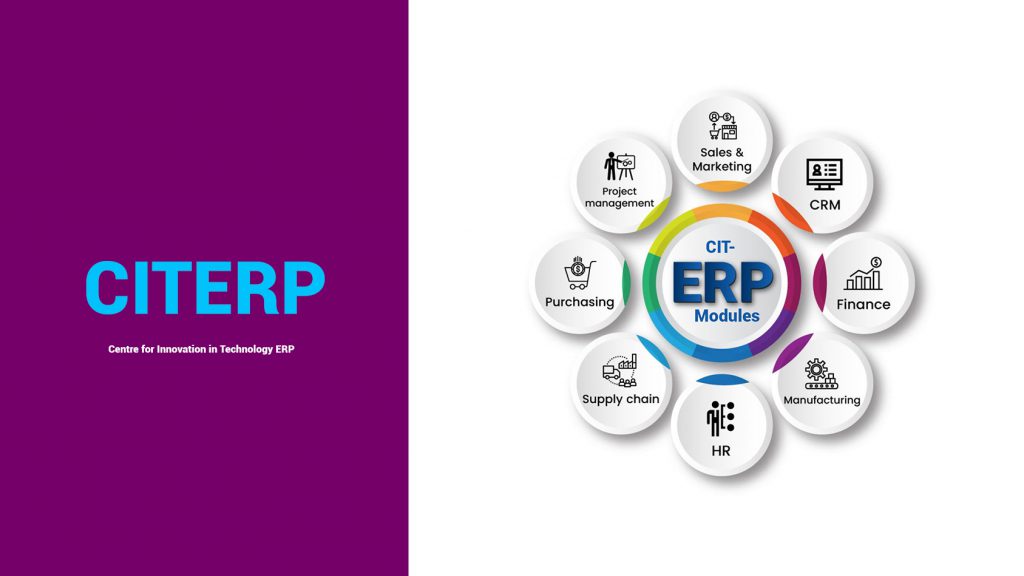 CITERP
Centre for Innovation in Technology ERP
Sales &
Marketing
CRM
Finance
Manufacturing
HR
Supply chain
Purchasing
Project
management
CIT-
ERP
Modules